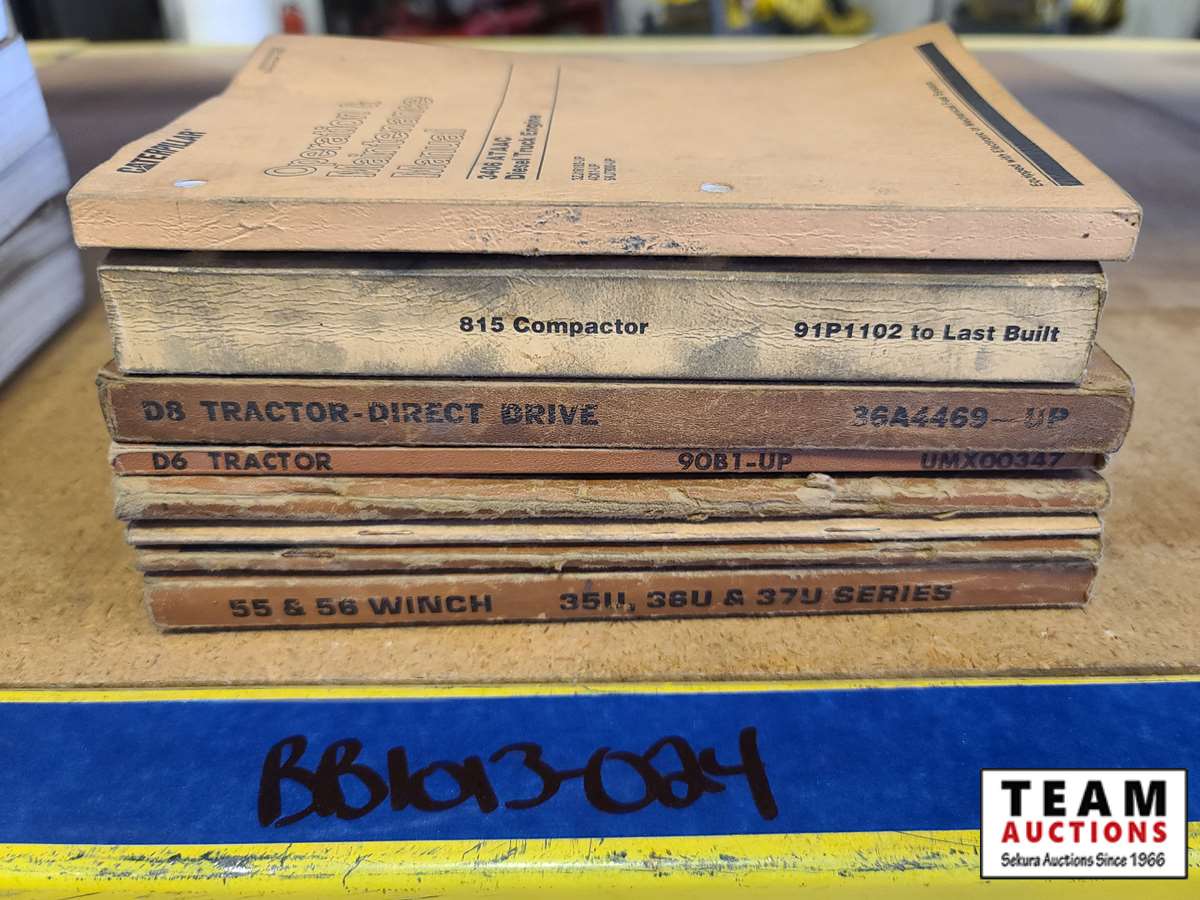 CATERPILLAR
Operation &
Maintenance
Manual
3406 ATAAC
Diesel Truck Engine
815 Compactor 91P1102 to Last Built
D8 TRACTOR-DIRECT DRIVE 36A4469-UP
D6 TRACTOR 90B1-UP UMX00347
55 & 56 WINCH 35U, 36U & 37U SERIES
BB1013-024
TEAM
AUCTIONS
Sekura Auctions Since 1966